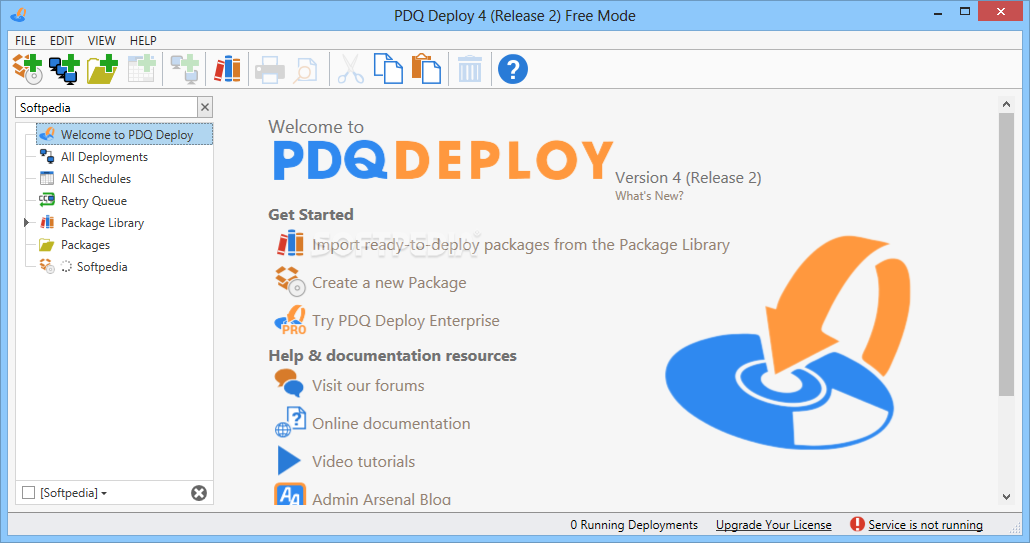 PDQ Deploy 4 (Release 2) Free Mode
FILE EDIT VIEW HELP
Softpedia
Welcome to PDQ Deploy
All Deployments
All Schedules
Retry Queue
Package Library
Packages
Softpedia
[Softpedia]
Welcome to
PDQ DEPLOY
Version 4 (Release 2)
What's New?
Get Started
SOFTPEDIA
Import ready-to-deploy packages from the Package Library
Create a new Package
PRO
Try PDQ Deploy Enterprise
Help & documentation resources
Visit our forums
?
Online documentation
Video tutorials
Aa
Admin Arsenal Blog
0 Running Deployments Upgrade Your License Service is not running